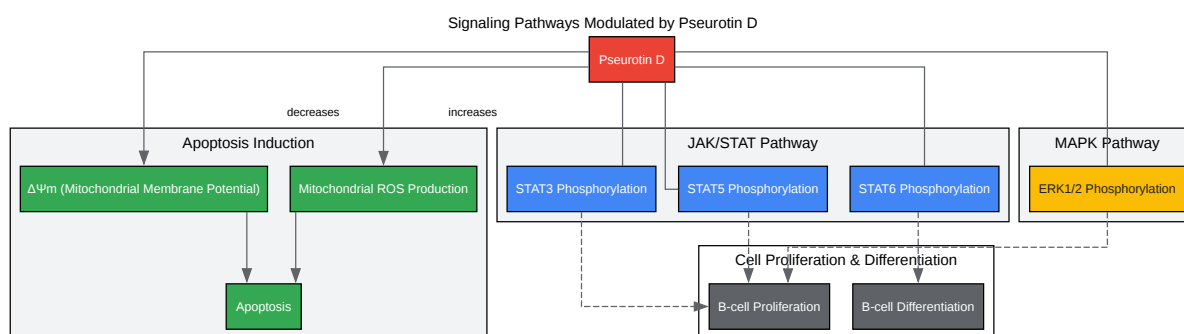 Signaling Pathways Modulated by Pseurotin D
Pseurotin D
decreases
increases
Apoptosis Induction
JAK/STAT Pathway
MAPK Pathway
ΔΨm (Mitochondrial Membrane Potential)
Mitochondrial ROS Production
STAT3 Phosphorylation
STAT5 Phosphorylation
STAT6 Phosphorylation
ERK1/2 Phosphorylation
Cell Proliferation & Differentiation
Apoptosis
B-cell Proliferation
B-cell Differentiation